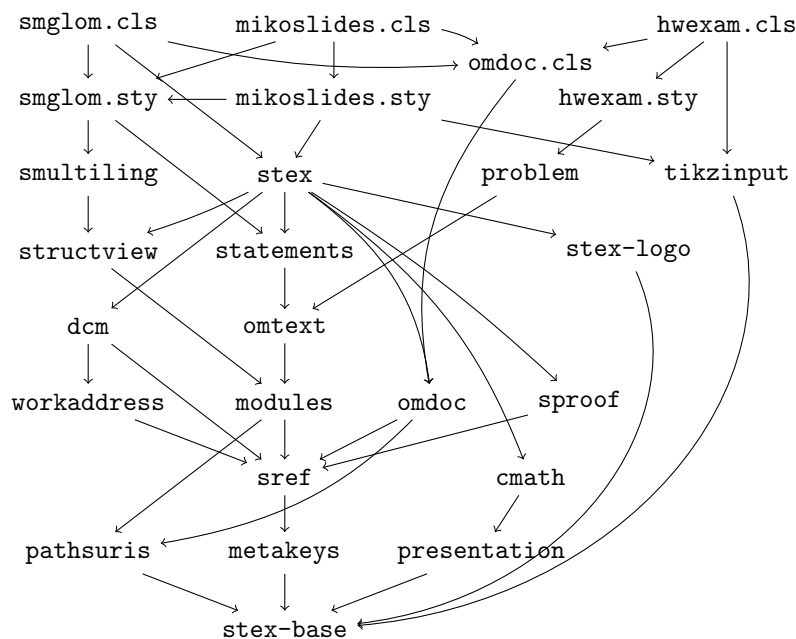 smglom.cls mikoslides.cls hwexam.cls
omdoc.cls
smglom.sty mikoslides.sty hwexam.sty
smultiling stex problem tikzinput
structview statements stex-logo
dcm omtext
workaddress modules omdoc sproof
sref cmath
pathsuris metakeys presentation
stex-base